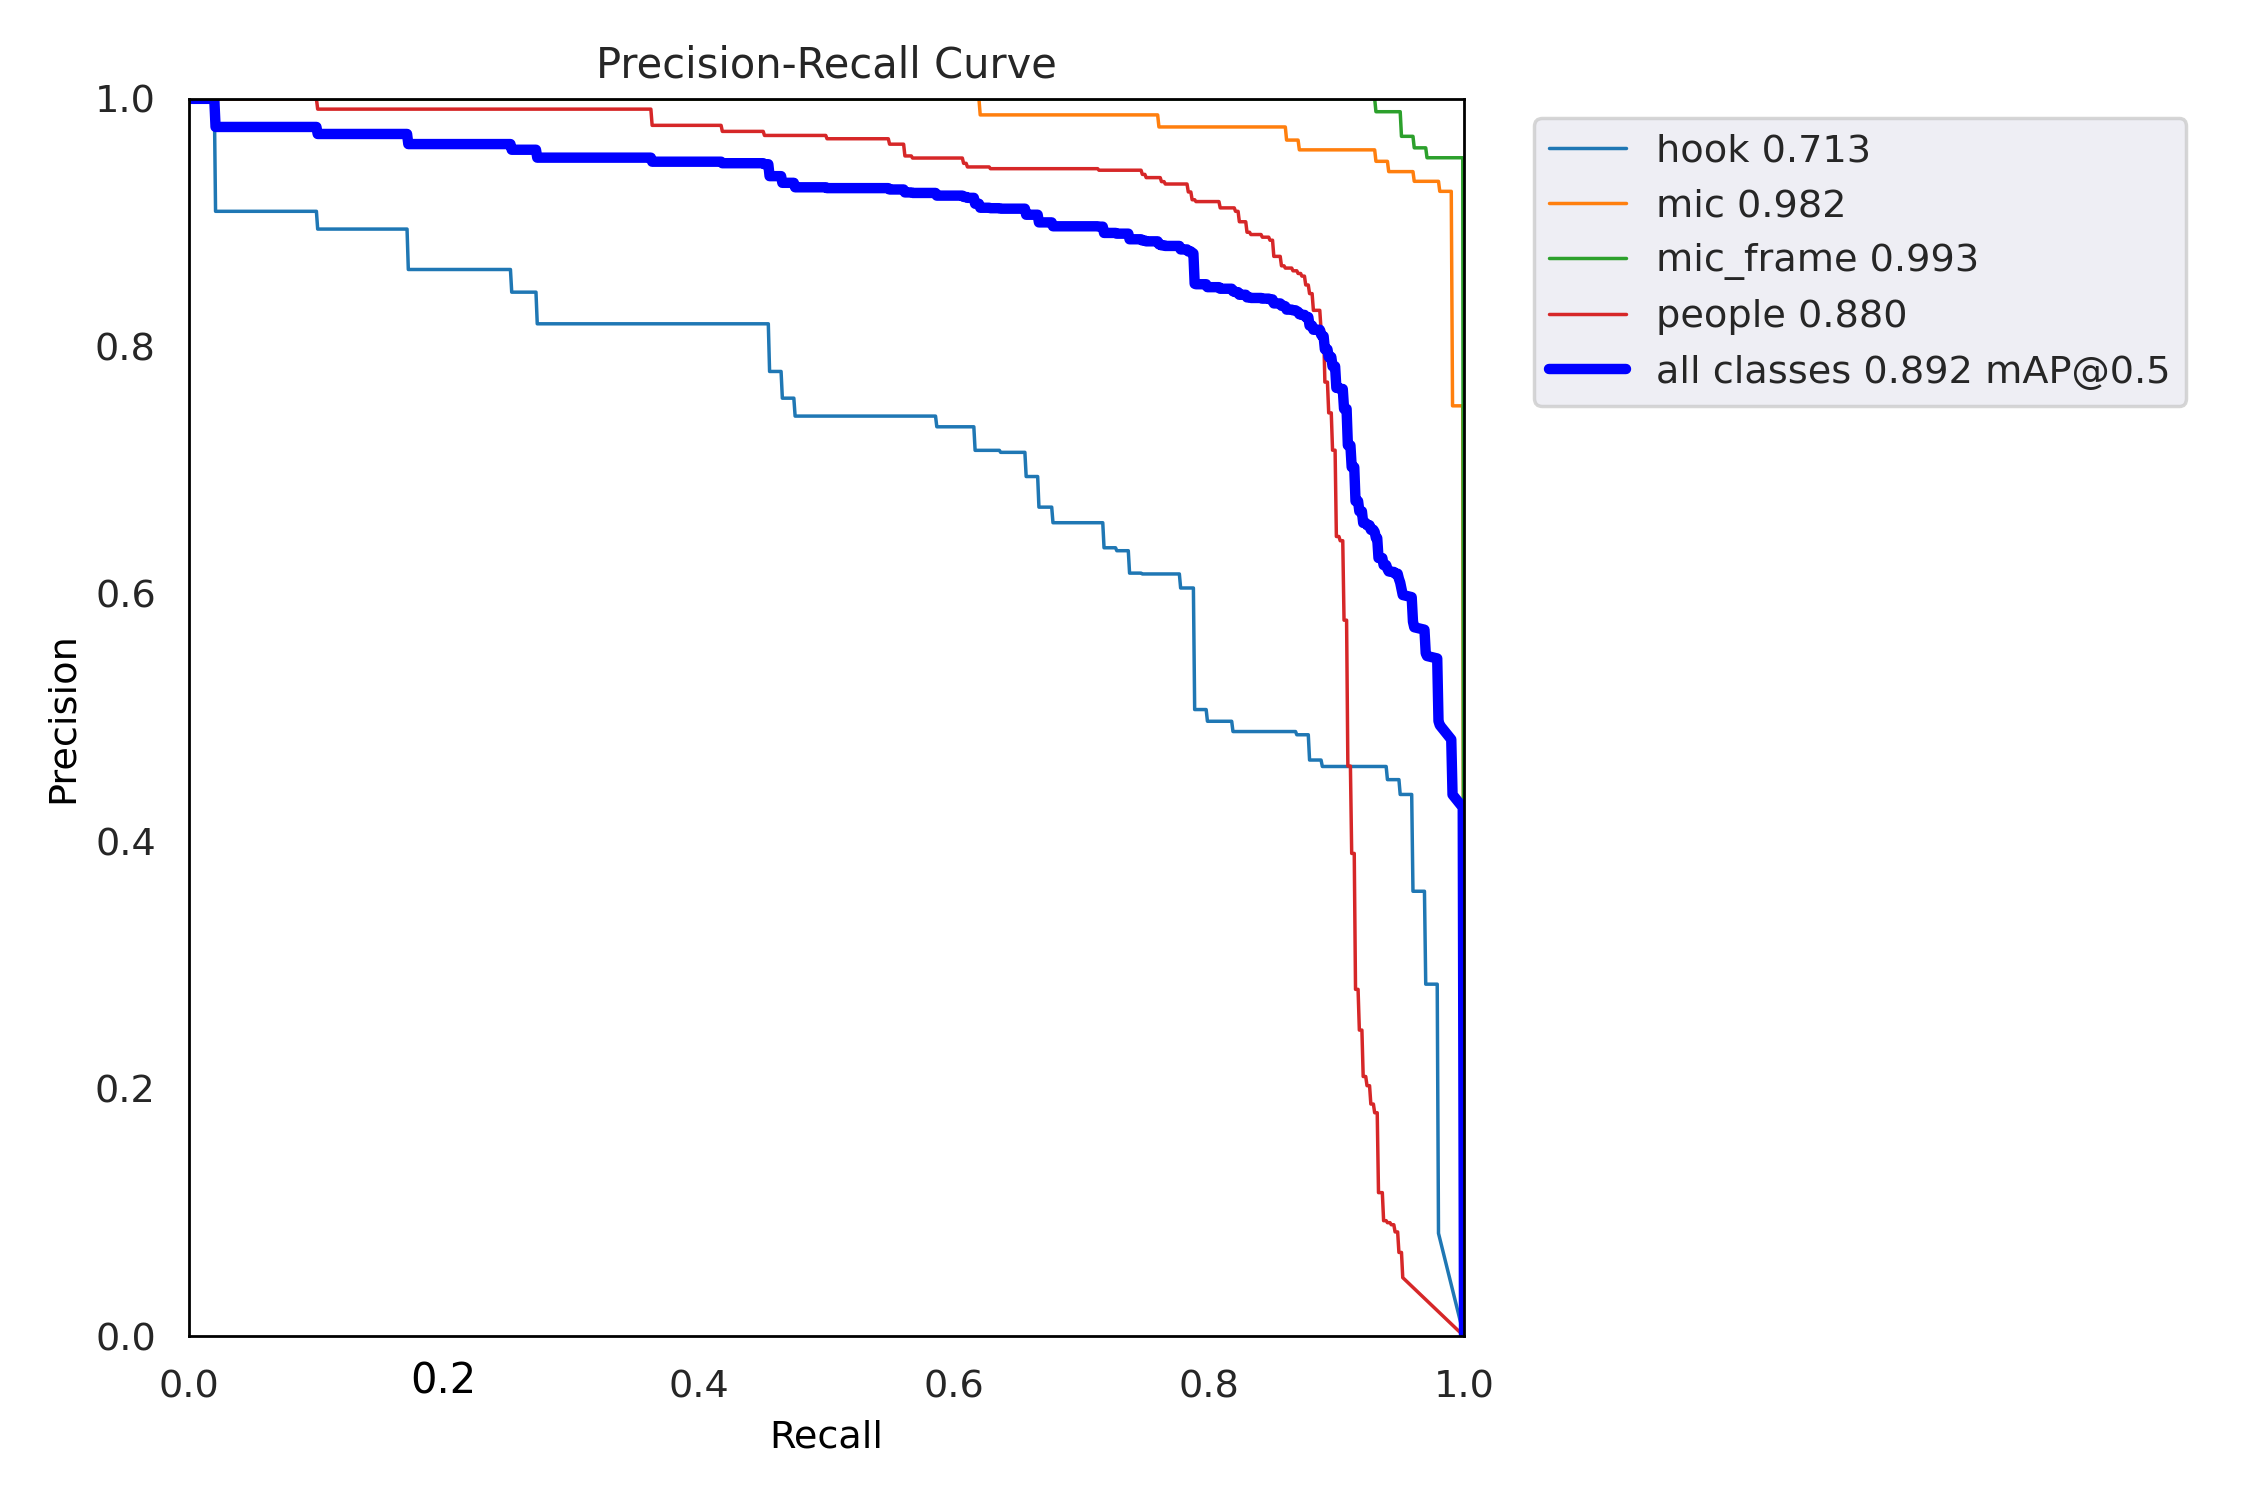 Precision-Recall Curve
1.0
0.8
0.6
0.4
0.2
0.0
Precision
0.0 0.2 0.4 0.6 0.8 1.0
Recall
hook 0.713
mic 0.982
mic_frame 0.993
people 0.880
all classes 0.892 mAP@0.5